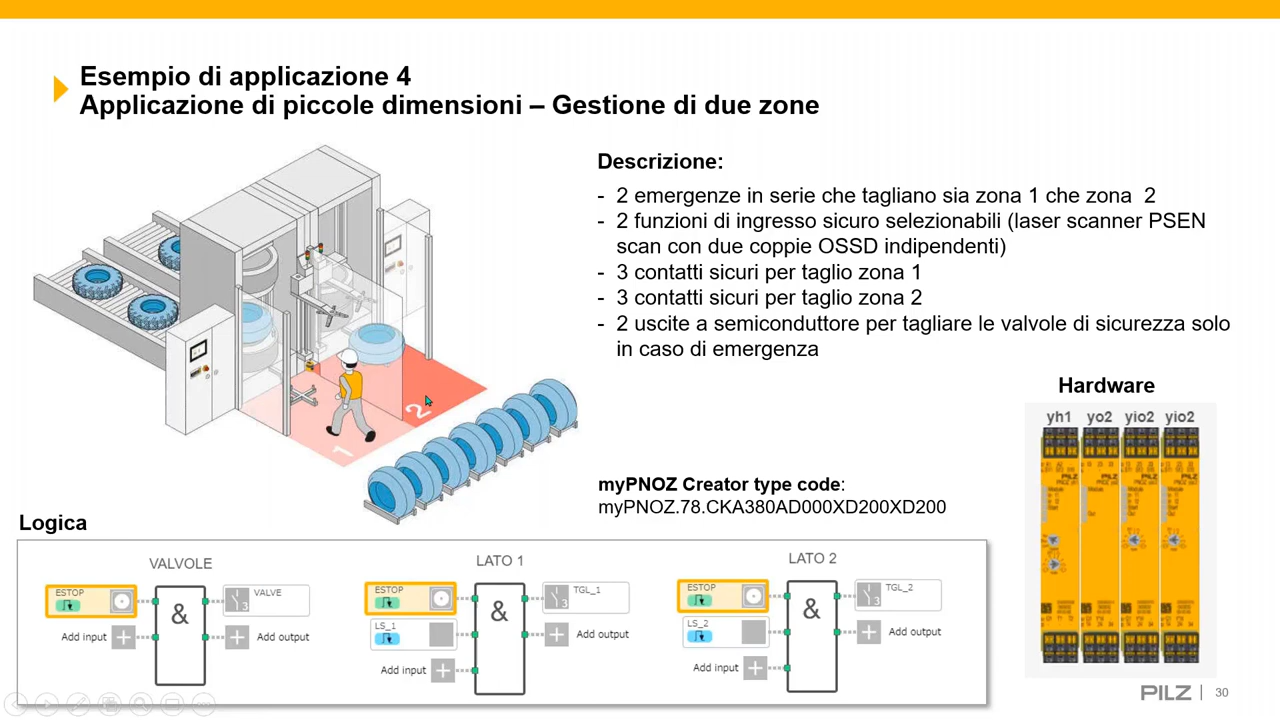 Esempio di applicazione 4
Applicazione di piccole dimensioni – Gestione di due zone
Descrizione:
- 2 emergenze in serie che tagliano sia zona 1 che zona 2
- 2 funzioni di ingresso sicuro selezionabili (laser scanner PSEN
scan con due coppie OSSD indipendenti)
- 3 contatti sicuri per taglio zona 1
- 3 contatti sicuri per taglio zona 2
- 2 uscite a semiconduttore per tagliare le valvole di sicurezza solo
in caso di emergenza
1
2
Hardware
yh1 yo2 yio2 yio2
myPNOZ Creator type code:
myPNOZ.78.CKA380AD000XD200XD200
Logica
VALVOLE
ESTOP
&
VALVE
3
Add input
Add output
LATO 1
ESTOP
&
TGL_1
3
LS_1
Add output
Add input
LATO 2
ESTOP
&
TGL_2
3
LS_2
Add output
Add input
PILZ
30